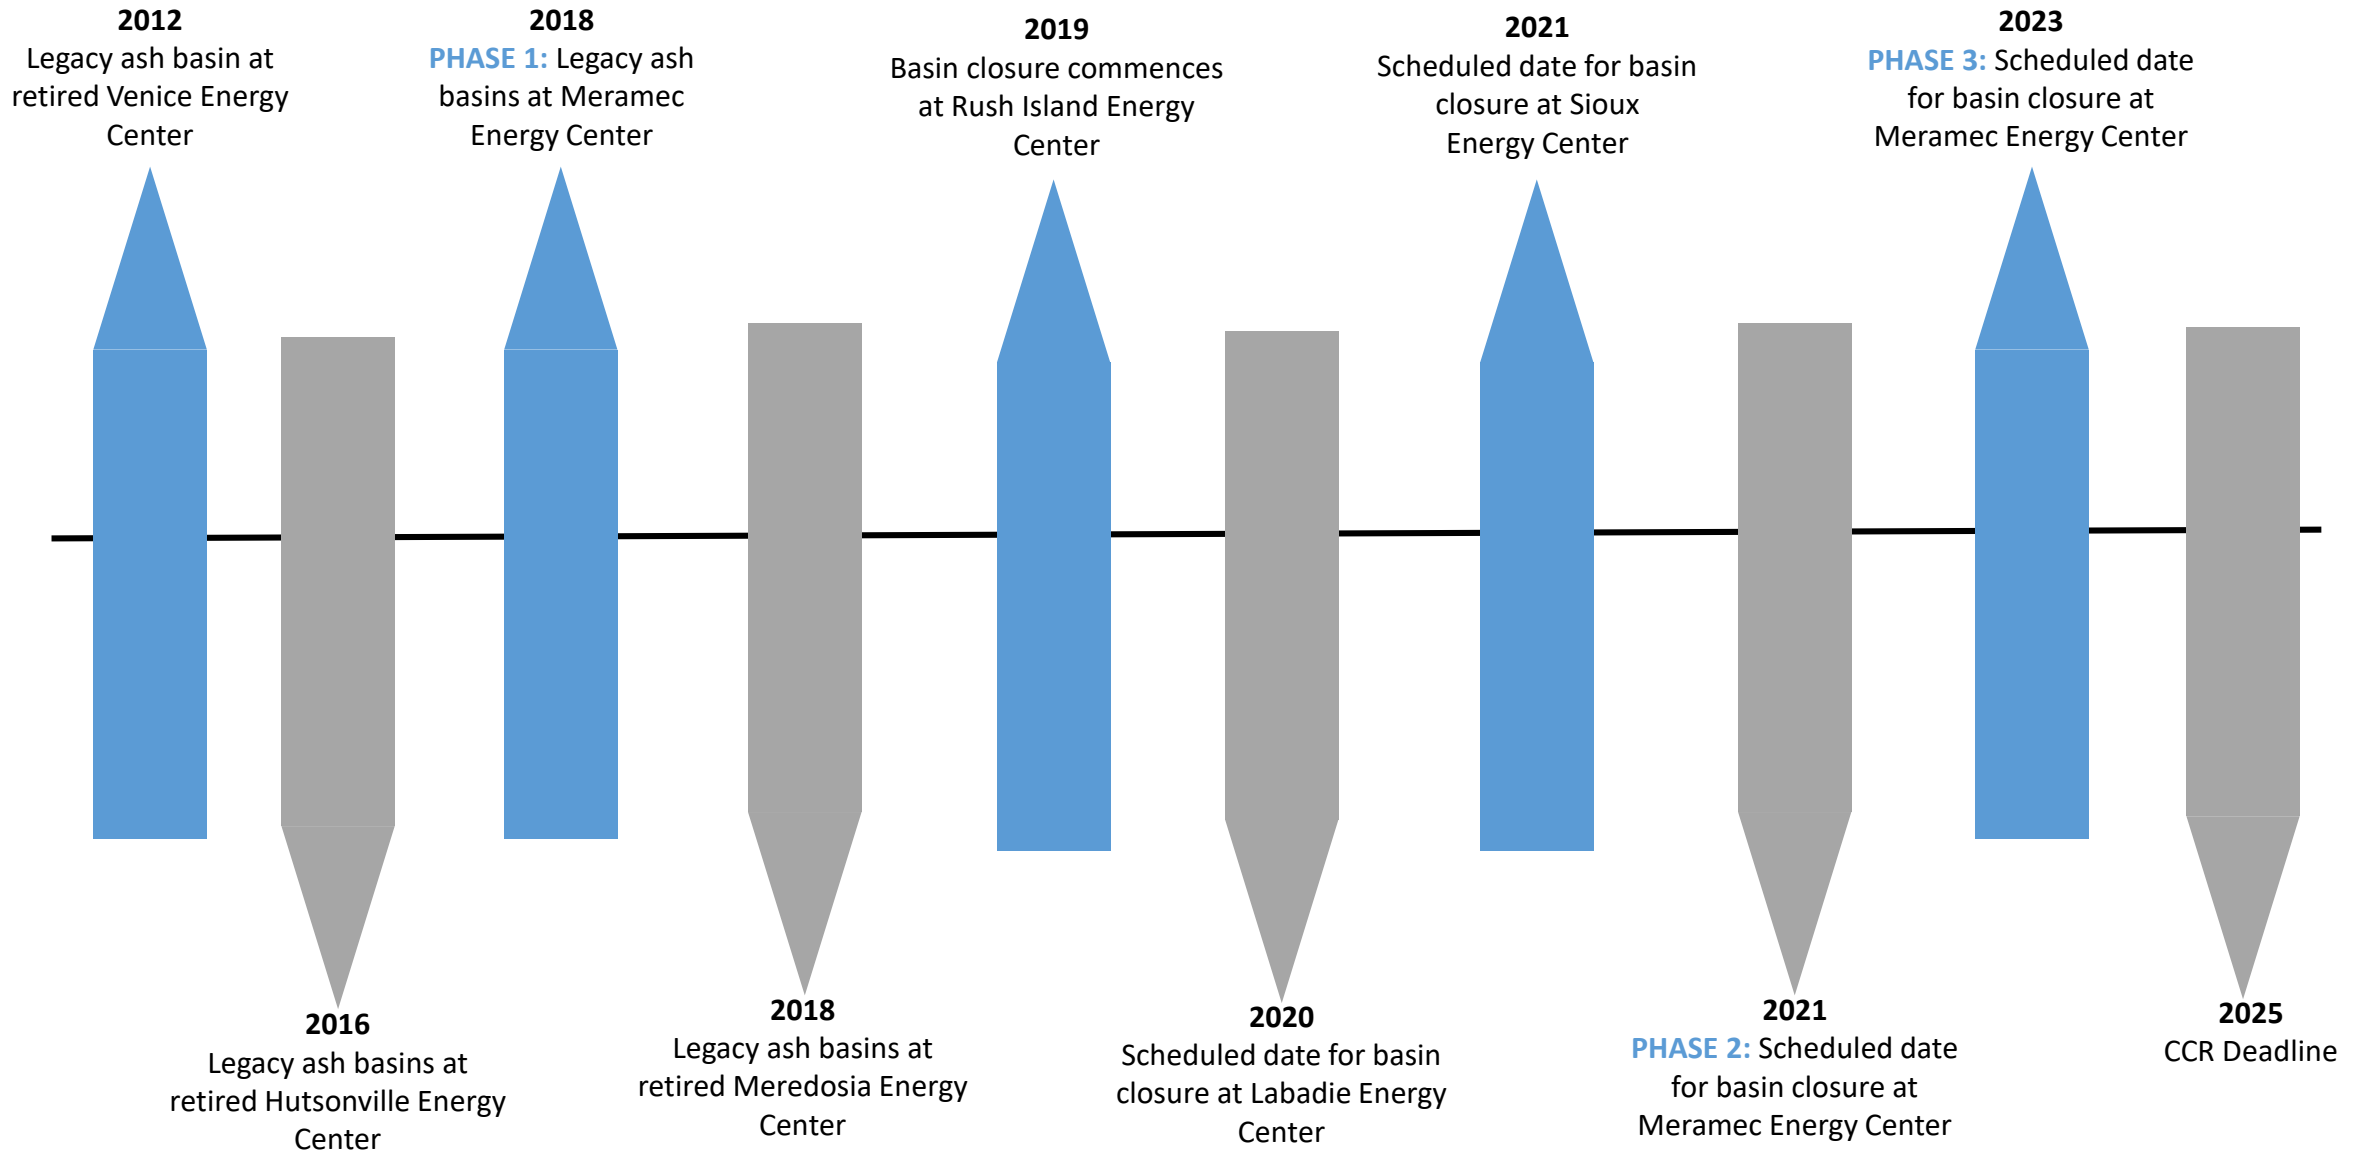 2012
Legacy ash basin at
retired Venice Energy
Center
2018
PHASE 1: Legacy ash
basins at Meramec
Energy Center
2019
Basin closure commences
at Rush Island Energy
Center
2021
Scheduled date for basin
closure at Sioux
Energy Center
2023
PHASE 3: Scheduled date
for basin closure at
Meramec Energy Center
2016
Legacy ash basins at
retired Hutsonville Energy
Center
2018
Legacy ash basins at
retired Meredosia Energy
Center
2020
Scheduled date for basin
closure at Labadie Energy
Center
2021
PHASE 2: Scheduled date
for basin closure at
Meramec Energy Center
2025
CCR Deadline